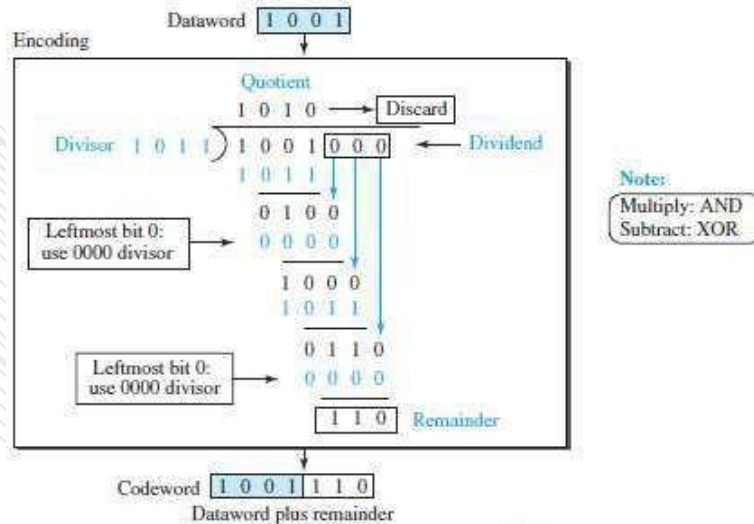 Dataword 1 0 0 1
Encoding
Quotient
1 0 1 0 Discard
Divisor 1 0 1 1 ) 1 0 0 1 0 0 0 Dividend
1 0 1 1
0 1 0 0
Leftmost bit 0:
use 0000 divisor
0 0 0 0
1 0 0 0
1 0 1 1
0 1 1 0
Leftmost bit 0:
use 0000 divisor
0 0 0 0
1 1 0 Remainder
Codeword 1 0 0 1 1 1 0
Dataword plus remainder
Note:
Multiply: AND
Subtract: XOR